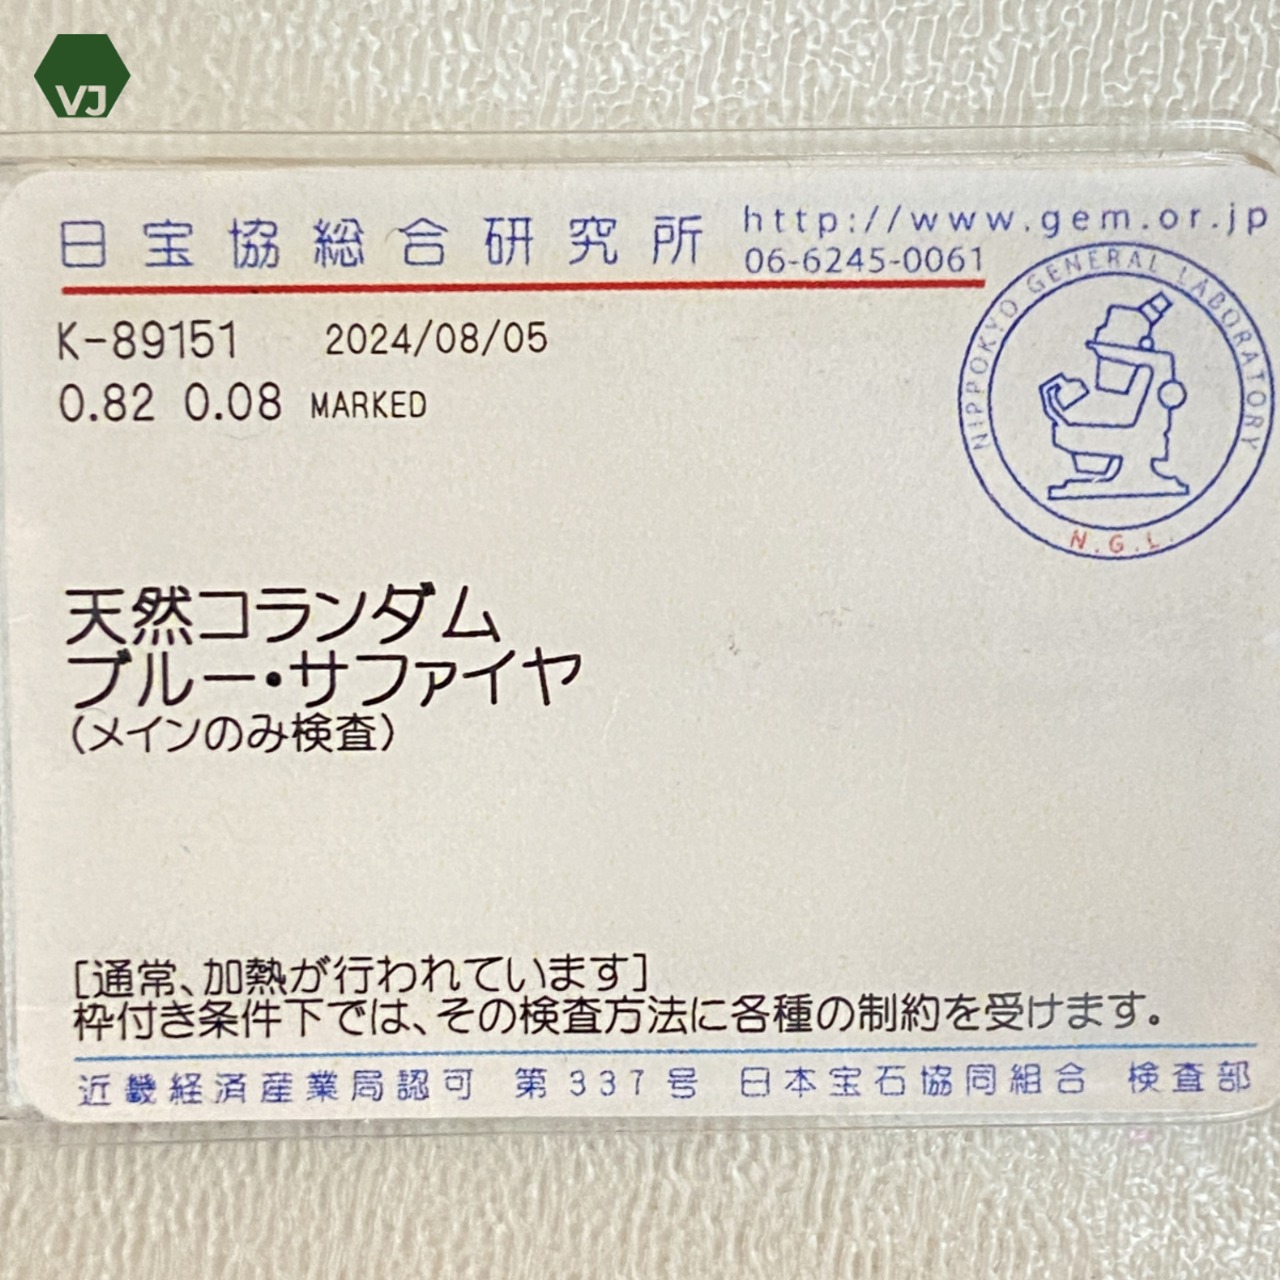 VJ
日宝協総合研究所
http://www.gem.or.jp
06-6245-0061
NIPPOKYO GENERAL LABORATORY
N.G.L.
K-89151 2024/08/05
0.82 0.08 MARKED
天然コランダム
ブルー・サファイヤ
(メインのみ検査)
[通常、加熱が行われています]
枠付き条件下では、その検査方法に各種の制約を受けます。
近畿経済産業局認可 第337号 日本宝石協同組合 検査部